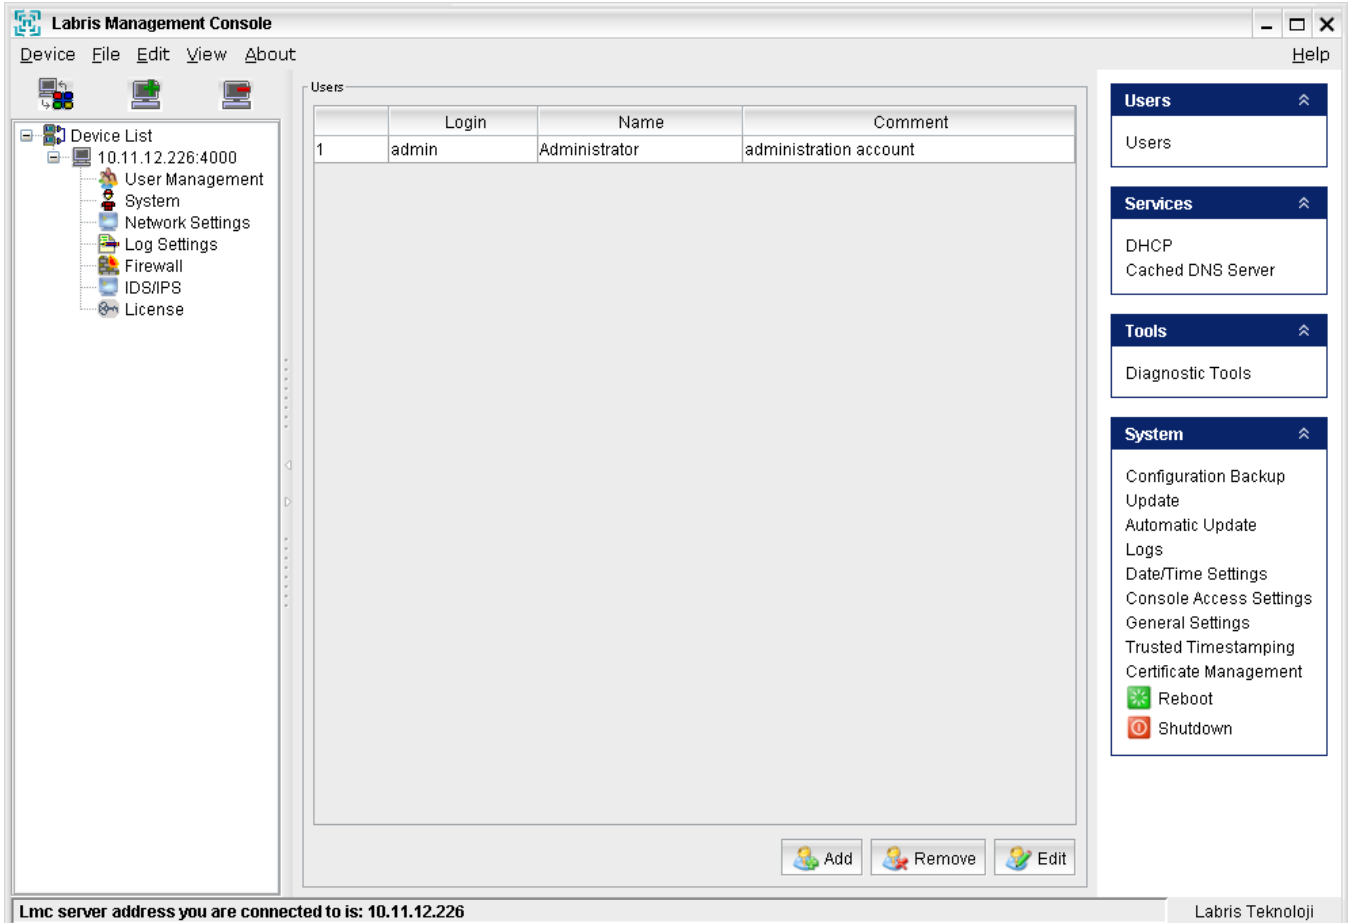 Labris Management Console
Device File Edit View About Help
Device List
10.11.12.226:4000
User Management
System
Network Settings
Log Settings
Firewall
IDS/IPS
License
Users
Login Name Comment
1 admin Administrator administration account
Add Remove Edit
Users
Users
Services
DHCP
Cached DNS Server
Tools
Diagnostic Tools
System
Configuration Backup
Update
Automatic Update
Logs
Date/Time Settings
Console Access Settings
General Settings
Trusted Timestamping
Certificate Management
Reboot
Shutdown
Lmc server address you are connected to is: 10.11.12.226 Labris Teknoloji